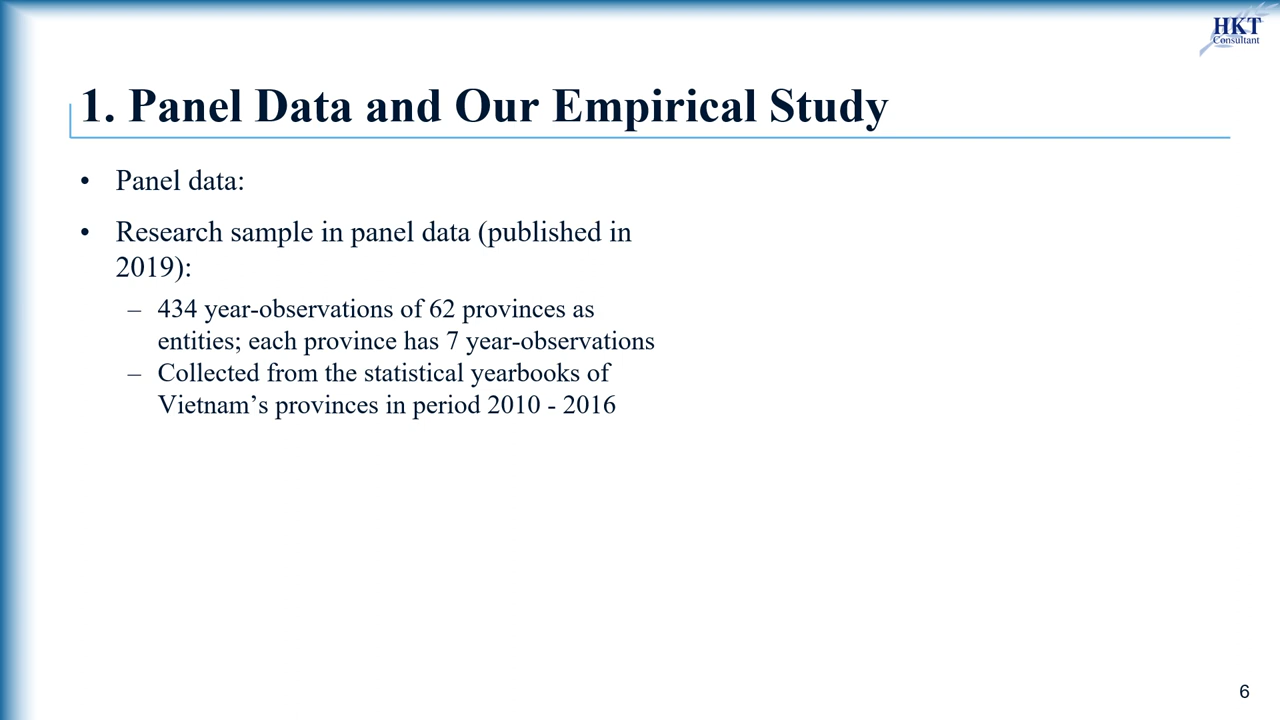 HKT
Consultant
1. Panel Data and Our Empirical Study
• Panel data:
• Research sample in panel data (published in
2019):
– 434 year-observations of 62 provinces as
entities; each province has 7 year-observations
– Collected from the statistical yearbooks of
Vietnam’s provinces in period 2010 - 2016
6